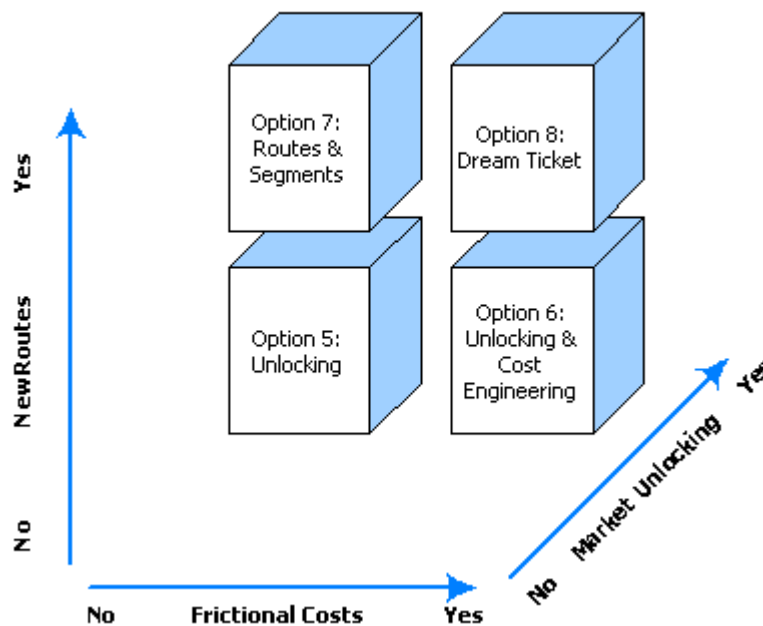 Option 7:
Routes &
Segments
Option 8:
Dream Ticket
Option 5:
Unlocking
Option 6:
Unlocking &
Cost
Engineering
No NewRoutes Yes
No Frictional Costs Yes
No Market Unlocking Yes